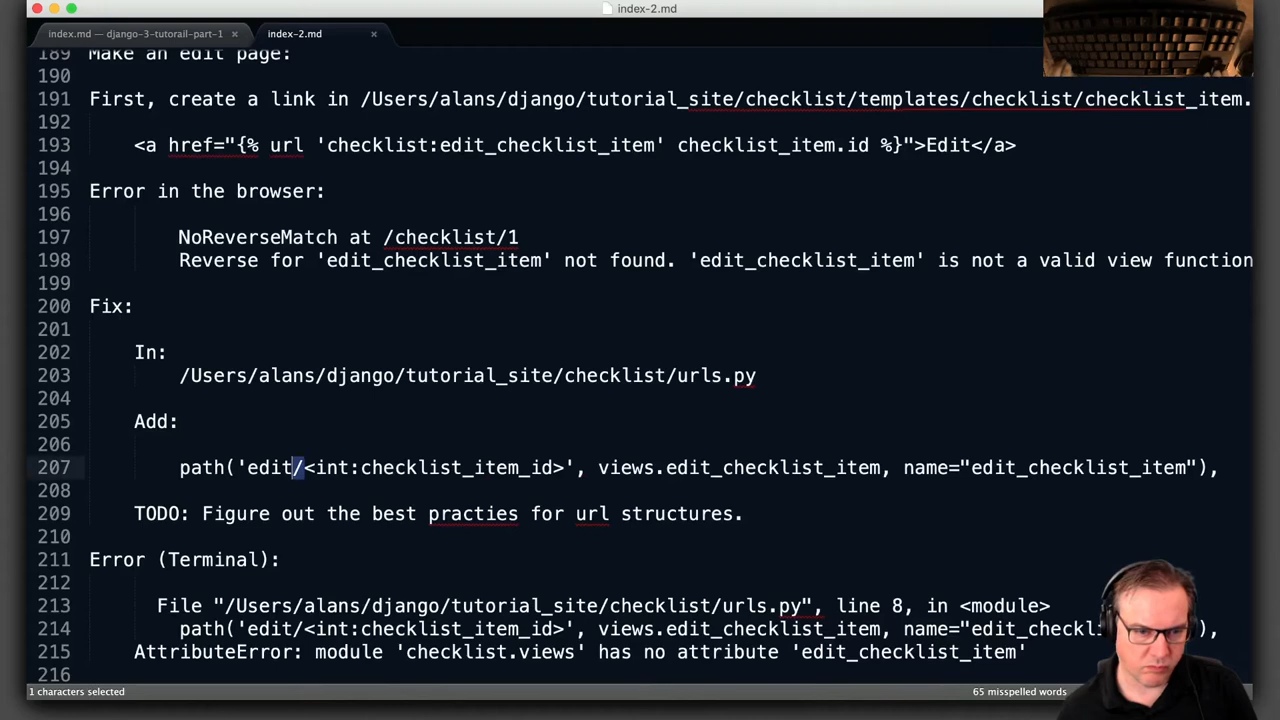 index-2.md
index.md — django-3-tutorail-part-1 ×
index-2.md ×
189 Make an edit page:
190
191 First, create a link in /Users/alans/django/tutorial_site/checklist/templates/checklist/checklist_item.
192
193 <a href="{% url 'checklist:edit_checklist_item' checklist_item.id %}">Edit</a>
194
195 Error in the browser:
196
197 NoReverseMatch at /checklist/1
198 Reverse for 'edit_checklist_item' not found. 'edit_checklist_item' is not a valid view function
199
200 Fix:
201
202 In:
203 /Users/alans/django/tutorial_site/checklist/urls.py
204
205 Add:
206
207 path('edit/<int:checklist_item_id>', views.edit_checklist_item, name="edit_checklist_item"),
208
209 TODO: Figure out the best practies for url structures.
210
211 Error (Terminal):
212
213 File "/Users/alans/django/tutorial_site/checklist/urls.py", line 8, in <module>
214 path('edit/<int:checklist_item_id>', views.edit_checklist_item, name="edit_checkl ),
215 AttributeError: module 'checklist.views' has no attribute 'edit_checklist_item'
216
1 characters selected
65 misspelled words